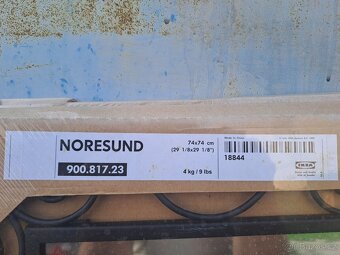 NORESUND
900.817.23
74x74 cm
(29 1/8x29 1/8")
4 kg / 9 lbs
18844
IKEA